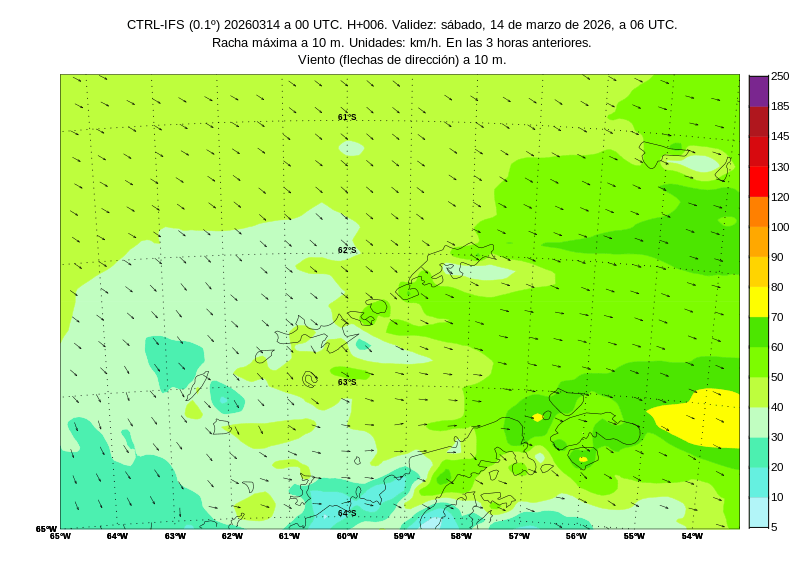 CTRL-IFS (0.1º) 20260314 a 00 UTC. H+006. Validez: sábado, 14 de marzo de 2026, a 06 UTC.
Racha máxima a 10 m. Unidades: km/h. En las 3 horas anteriores.
Viento (flechas de dirección) a 10 m.
250
185
145
130
120
100
90
80
70
60
50
40
30
20
10
5
61°S
62°S
63°S
64°S
65°W
65°W 64°W 63°W 62°W 61°W 60°W 59°W 58°W 57°W 56°W 55°W 54°W